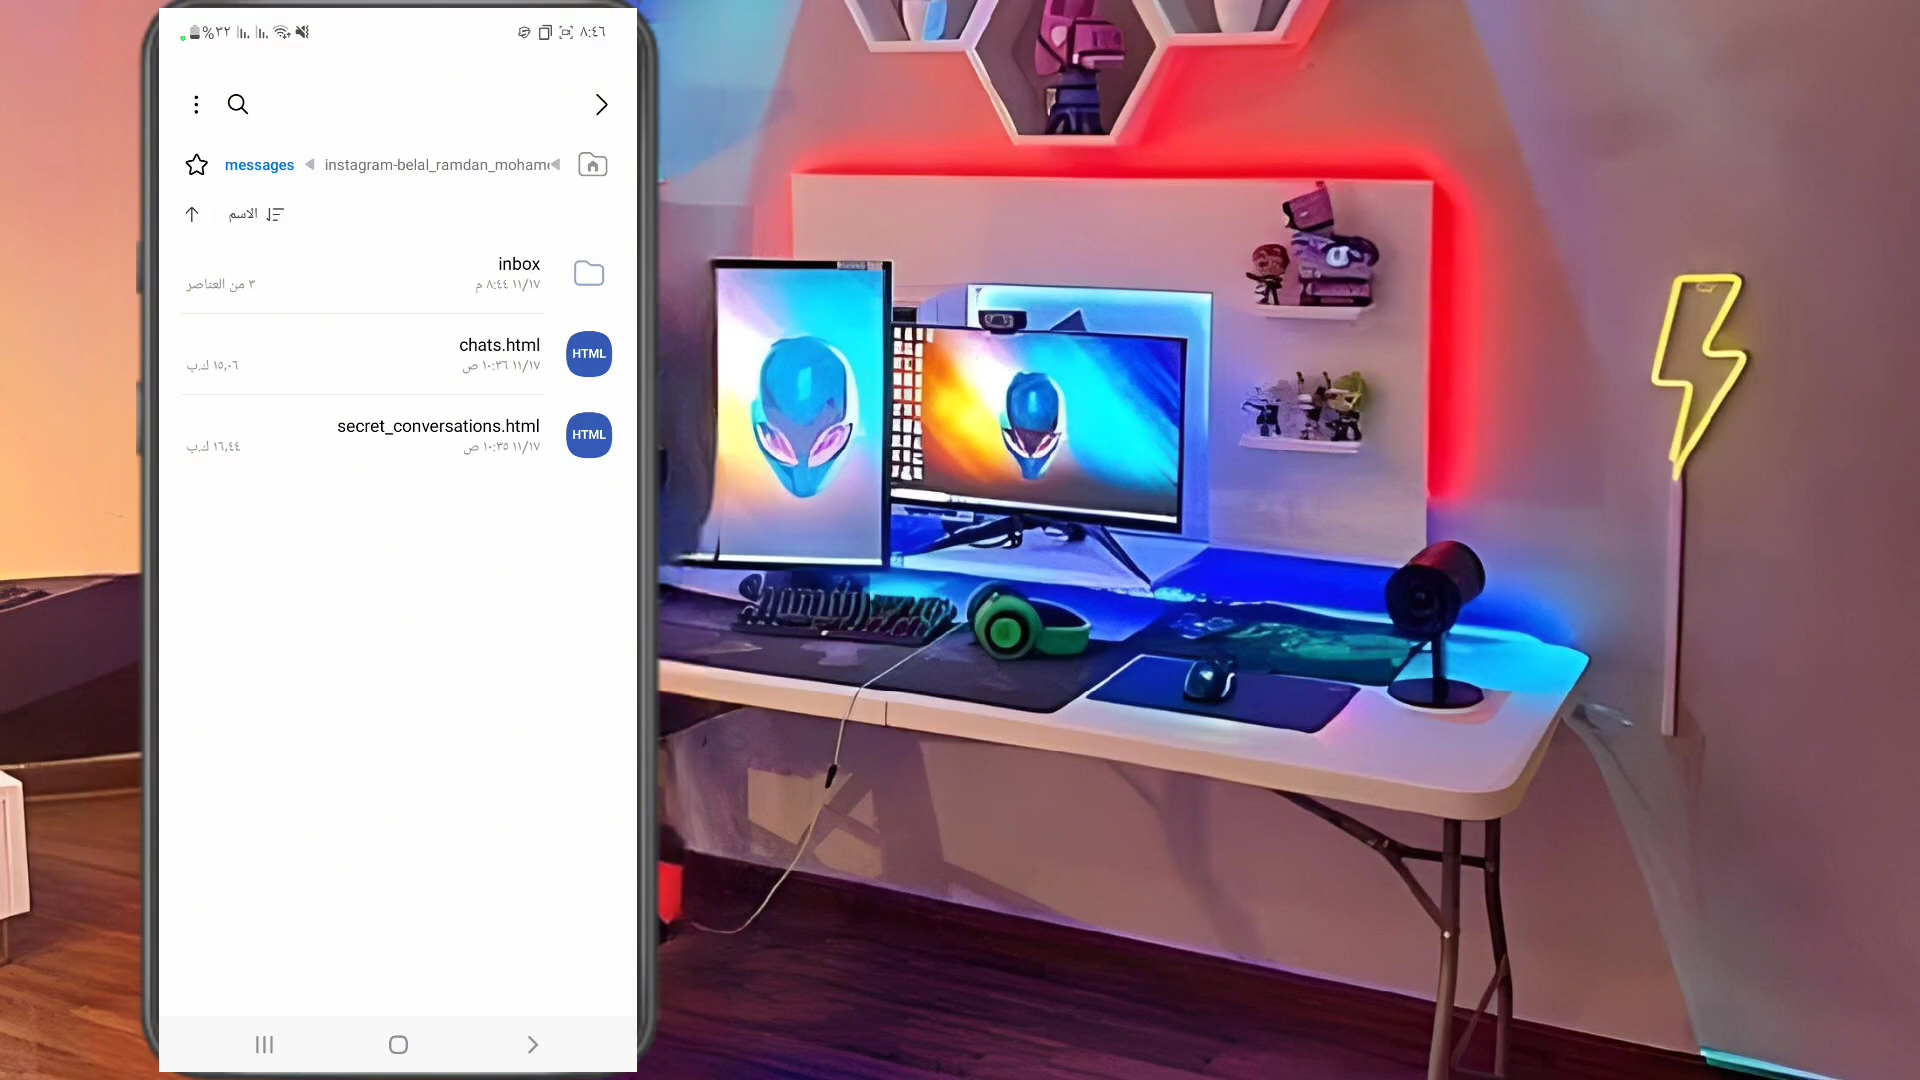 %٣٢
٨:٤٦
messages
instagram-belal_ramdan_moham
الاسم
inbox
١١/١٧ ٨:٤٤ م
٣ من العناصر
chats.html
١١/١٧ ١٠:٣٦ ص
١٥,٠٦ ك.ب
HTML
secret_conversations.html
١١/١٧ ١٠:٣٥ ص
١٦,٤٤ ك.ب
HTML